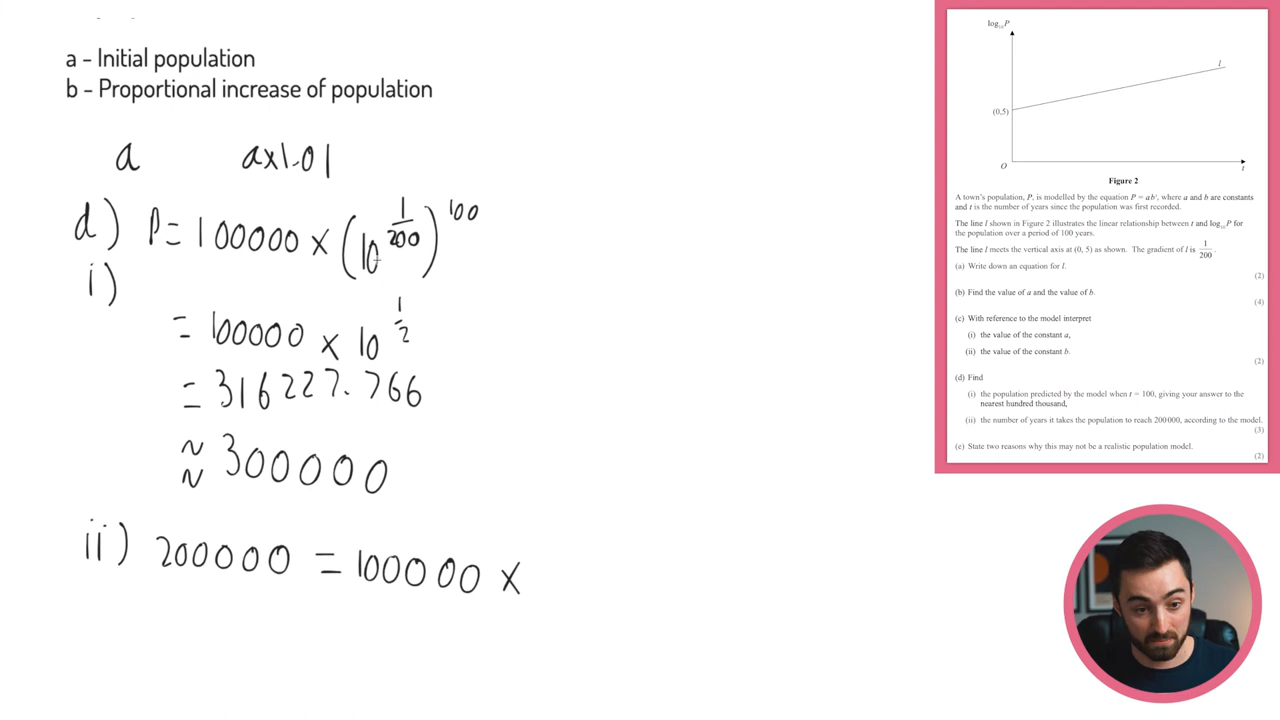 a - Initial population
b - Proportional increase of population
a a×1.01
d) P = 100000 × (10^(1/200))^100
i)
= 100000 × 10^(1/2)
= 316227.766
≈ 300000
ii) 200000 = 100000 ×
log₁₀P
l
(0,5)
O
t
Figure 2
A town's population, P, is modelled by the equation P = abᵗ, where a and b are constants
and t is the number of years since the population was first recorded.
The line l shown in Figure 2 illustrates the linear relationship between t and log₁₀P for
the population over a period of 100 years.
The line l meets the vertical axis at (0, 5) as shown. The gradient of l is 1/200.
(a) Write down an equation for l.
(2)
(b) Find the value of a and the value of b.
(4)
(c) With reference to the model interpret
(i) the value of the constant a,
(ii) the value of the constant b.
(2)
(d) Find
(i) the population predicted by the model when t = 100, giving your answer to the
nearest hundred thousand,
(ii) the number of years it takes the population to reach 200000, according to the model.
(3)
(e) State two reasons why this may not be a realistic population model.
(2)